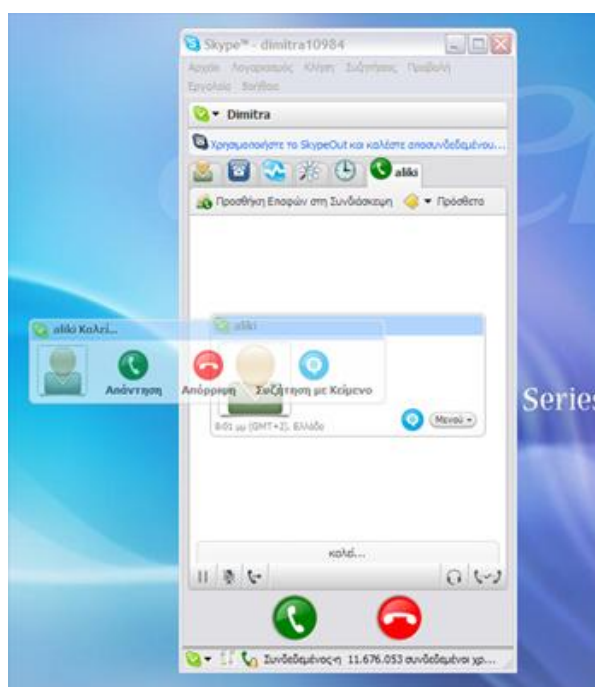 Skype™ - dimitra10984
Αρχείο Λογαριασμός Κλήση Συζητήσεις Προβολή
Εργαλεία Βοήθεια
Dimitra
Χρησιμοποιήστε το SkypeOut και καλέστε αποσυνδεδεμένου...
aliki
Προσθήκη Επαφών στη Συνδιάσκεψη Πρόσθετα
aliki Καλεί...
aliki
Απάντηση Απόρριψη Συζήτηση με Κείμενο
8:01 μμ (GMT+2), Ελλάδα
Μενού
Series
καλεί...
Συνδεδεμένος-η 11.676.053 συνδεδεμένοι χρ...